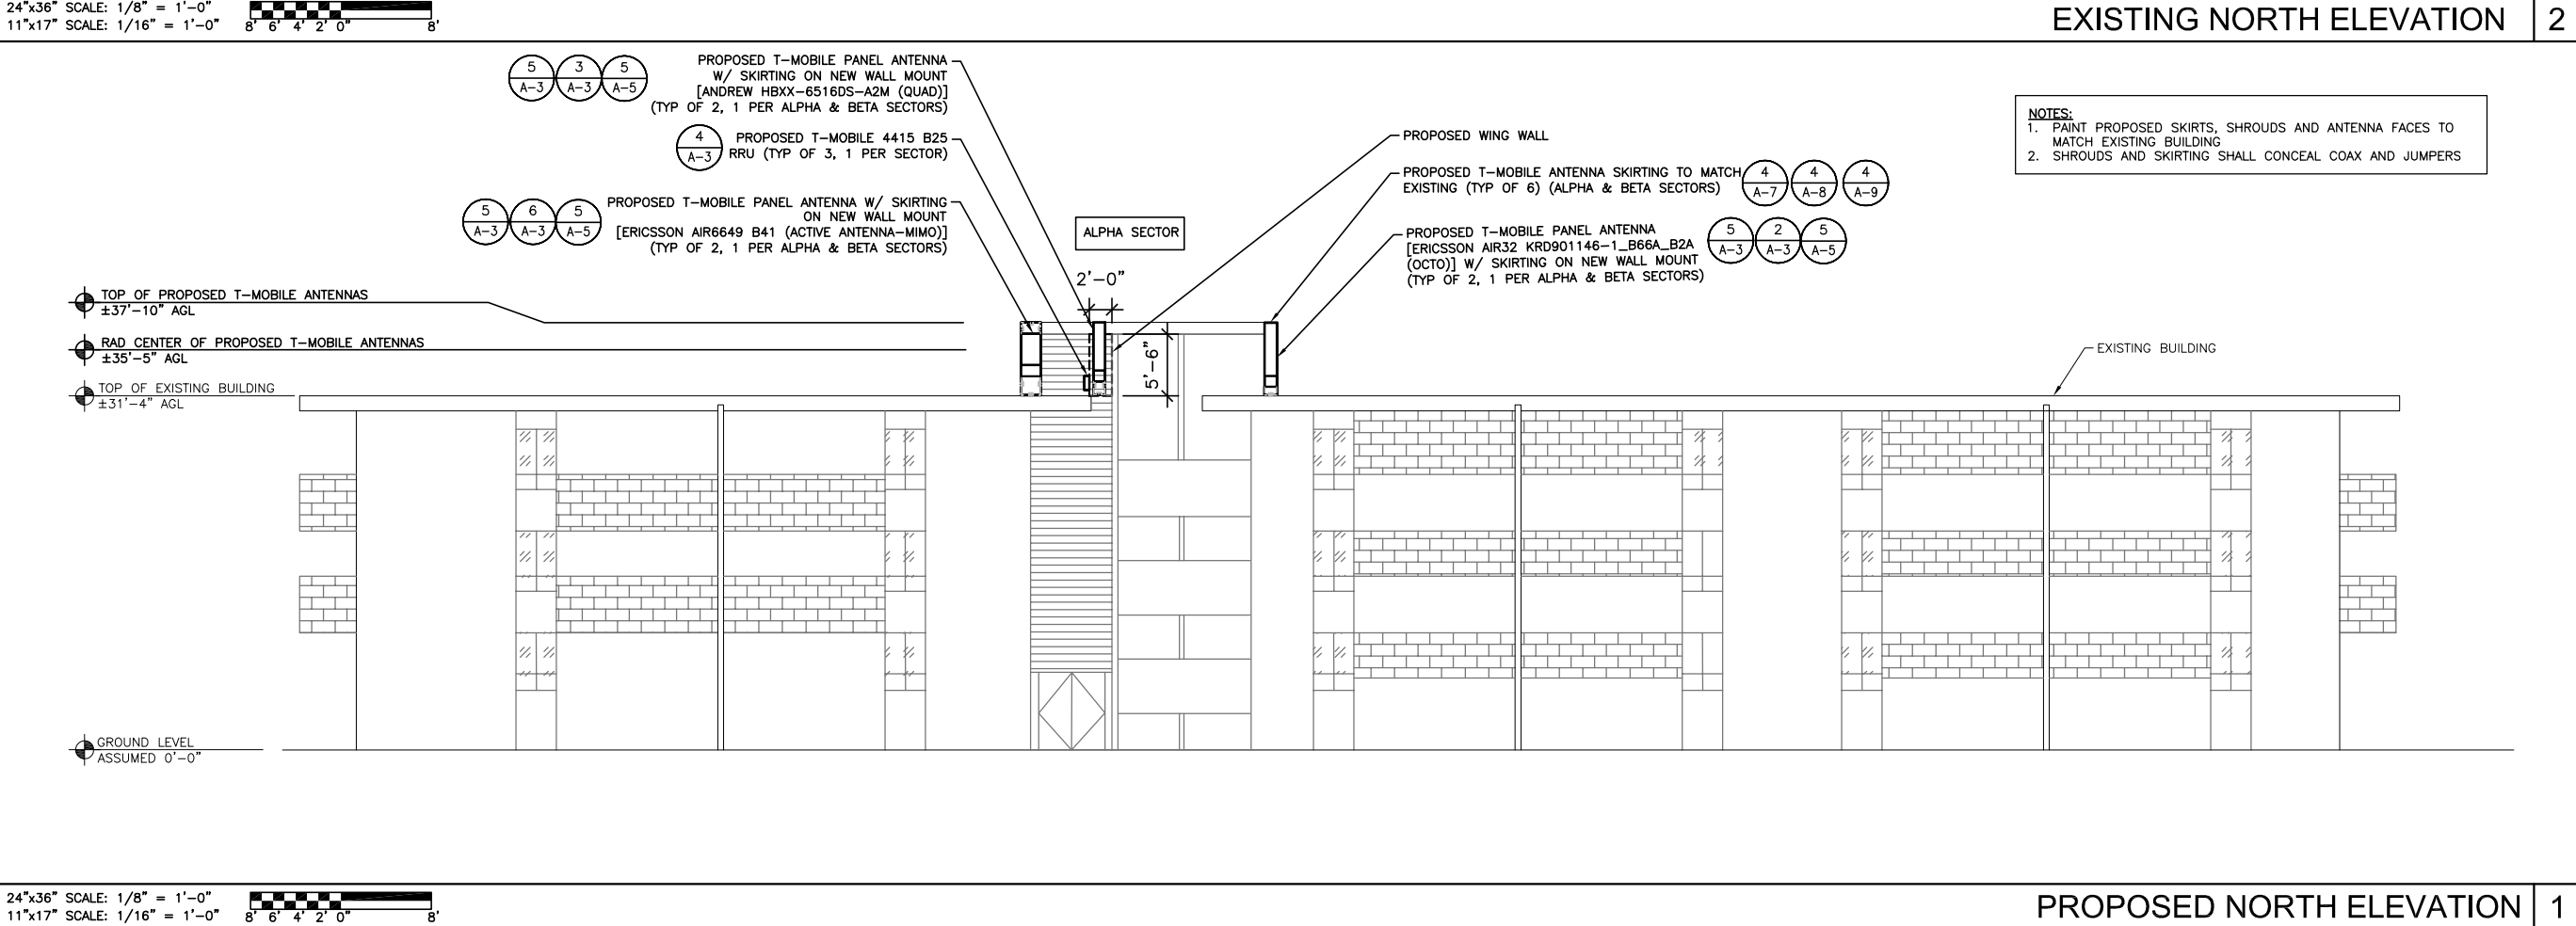 24"x36" SCALE: 1/8" = 1'-0"
11"x17" SCALE: 1/16" = 1'-0"
8' 6' 4' 2' 0" 8'
EXISTING NORTH ELEVATION 2
5 3 5
A-3 A-3 A-5
PROPOSED T-MOBILE PANEL ANTENNA
W/ SKIRTING ON NEW WALL MOUNT
[ANDREW HBXX-6516DS-A2M (QUAD)]
(TYP OF 2, 1 PER ALPHA & BETA SECTORS)
4
A-3
PROPOSED T-MOBILE 4415 B25
RRU (TYP OF 3, 1 PER SECTOR)
5 6 5
A-3 A-3 A-5
PROPOSED T-MOBILE PANEL ANTENNA W/ SKIRTING
ON NEW WALL MOUNT
[ERICSSON AIR6649 B41 (ACTIVE ANTENNA-MIMO)]
(TYP OF 2, 1 PER ALPHA & BETA SECTORS)
ALPHA SECTOR
2'-0"
5'-6"
PROPOSED WING WALL
PROPOSED T-MOBILE ANTENNA SKIRTING TO MATCH
EXISTING (TYP OF 6) (ALPHA & BETA SECTORS)
4 4 4
A-7 A-8 A-9
PROPOSED T-MOBILE PANEL ANTENNA
[ERICSSON AIR32 KRD901146-1_B66A_B2A
(OCTO)] W/ SKIRTING ON NEW WALL MOUNT
(TYP OF 2, 1 PER ALPHA & BETA SECTORS)
5 2 5
A-3 A-3 A-5
NOTES:
1. PAINT PROPOSED SKIRTS, SHROUDS AND ANTENNA FACES TO
MATCH EXISTING BUILDING
2. SHROUDS AND SKIRTING SHALL CONCEAL COAX AND JUMPERS
TOP OF PROPOSED T-MOBILE ANTENNAS
±37'-10" AGL
RAD CENTER OF PROPOSED T-MOBILE ANTENNAS
±35'-5" AGL
TOP OF EXISTING BUILDING
±31'-4" AGL
EXISTING BUILDING
GROUND LEVEL
ASSUMED 0'-0"
24"x36" SCALE: 1/8" = 1'-0"
11"x17" SCALE: 1/16" = 1'-0"
8' 6' 4' 2' 0" 8'
PROPOSED NORTH ELEVATION 1